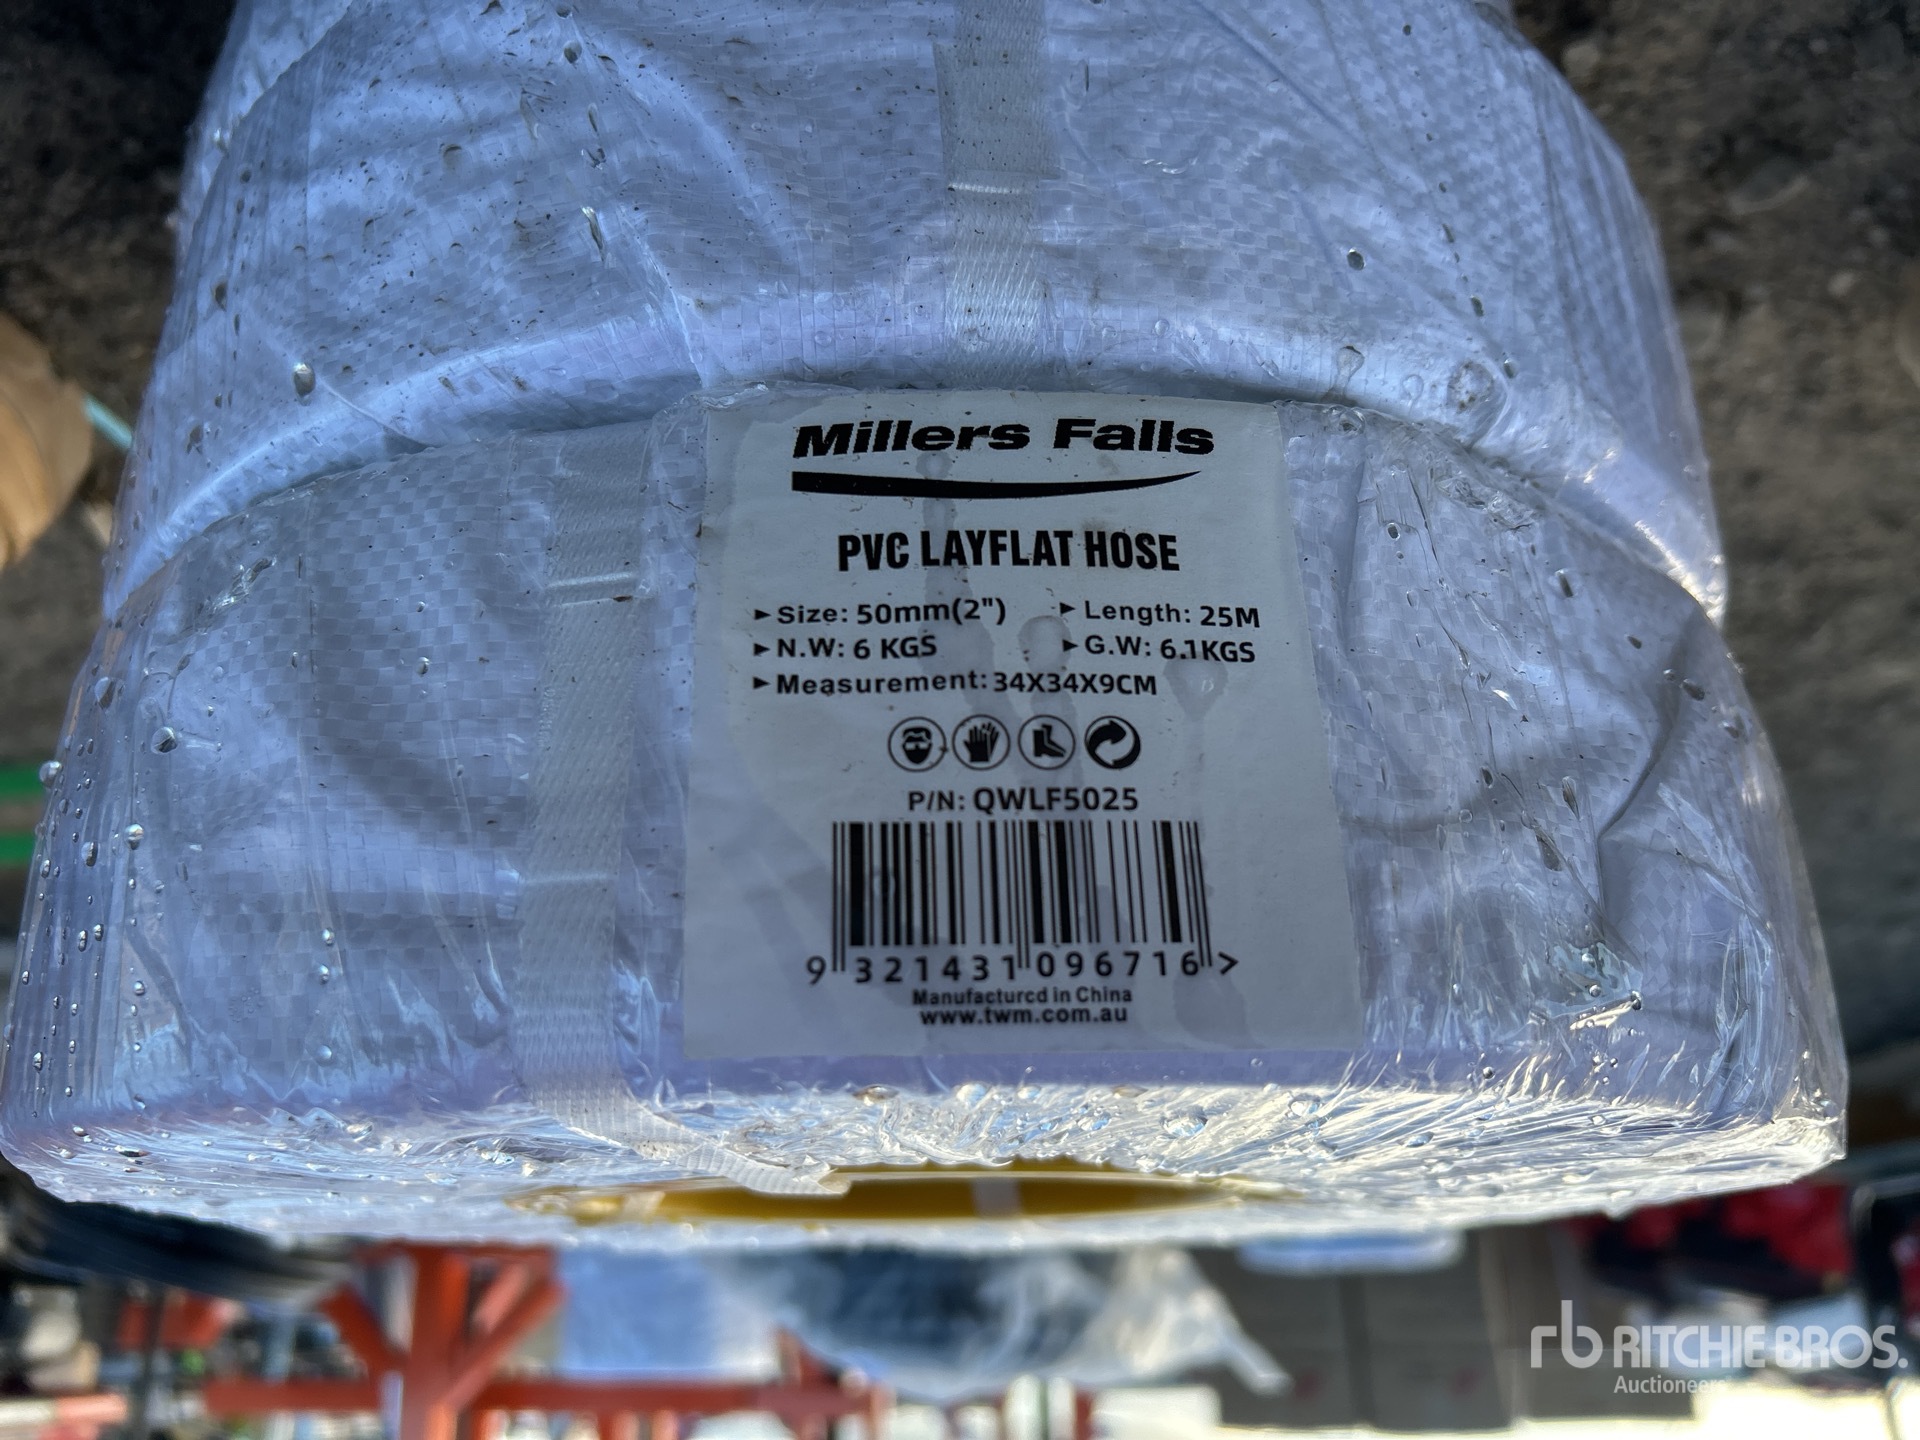 Millers Falls
PVC LAYFLAT HOSE
►Size: 50mm(2") ►Length: 25M
►N.W: 6 KGS ►G.W: 6.1KGS
►Measurement: 34X34X9CM
P/N: QWLF5025
9 321431 096716 >
Manufactured in China
www.twm.com.au
rb RITCHIE BROS.
Auctioneers